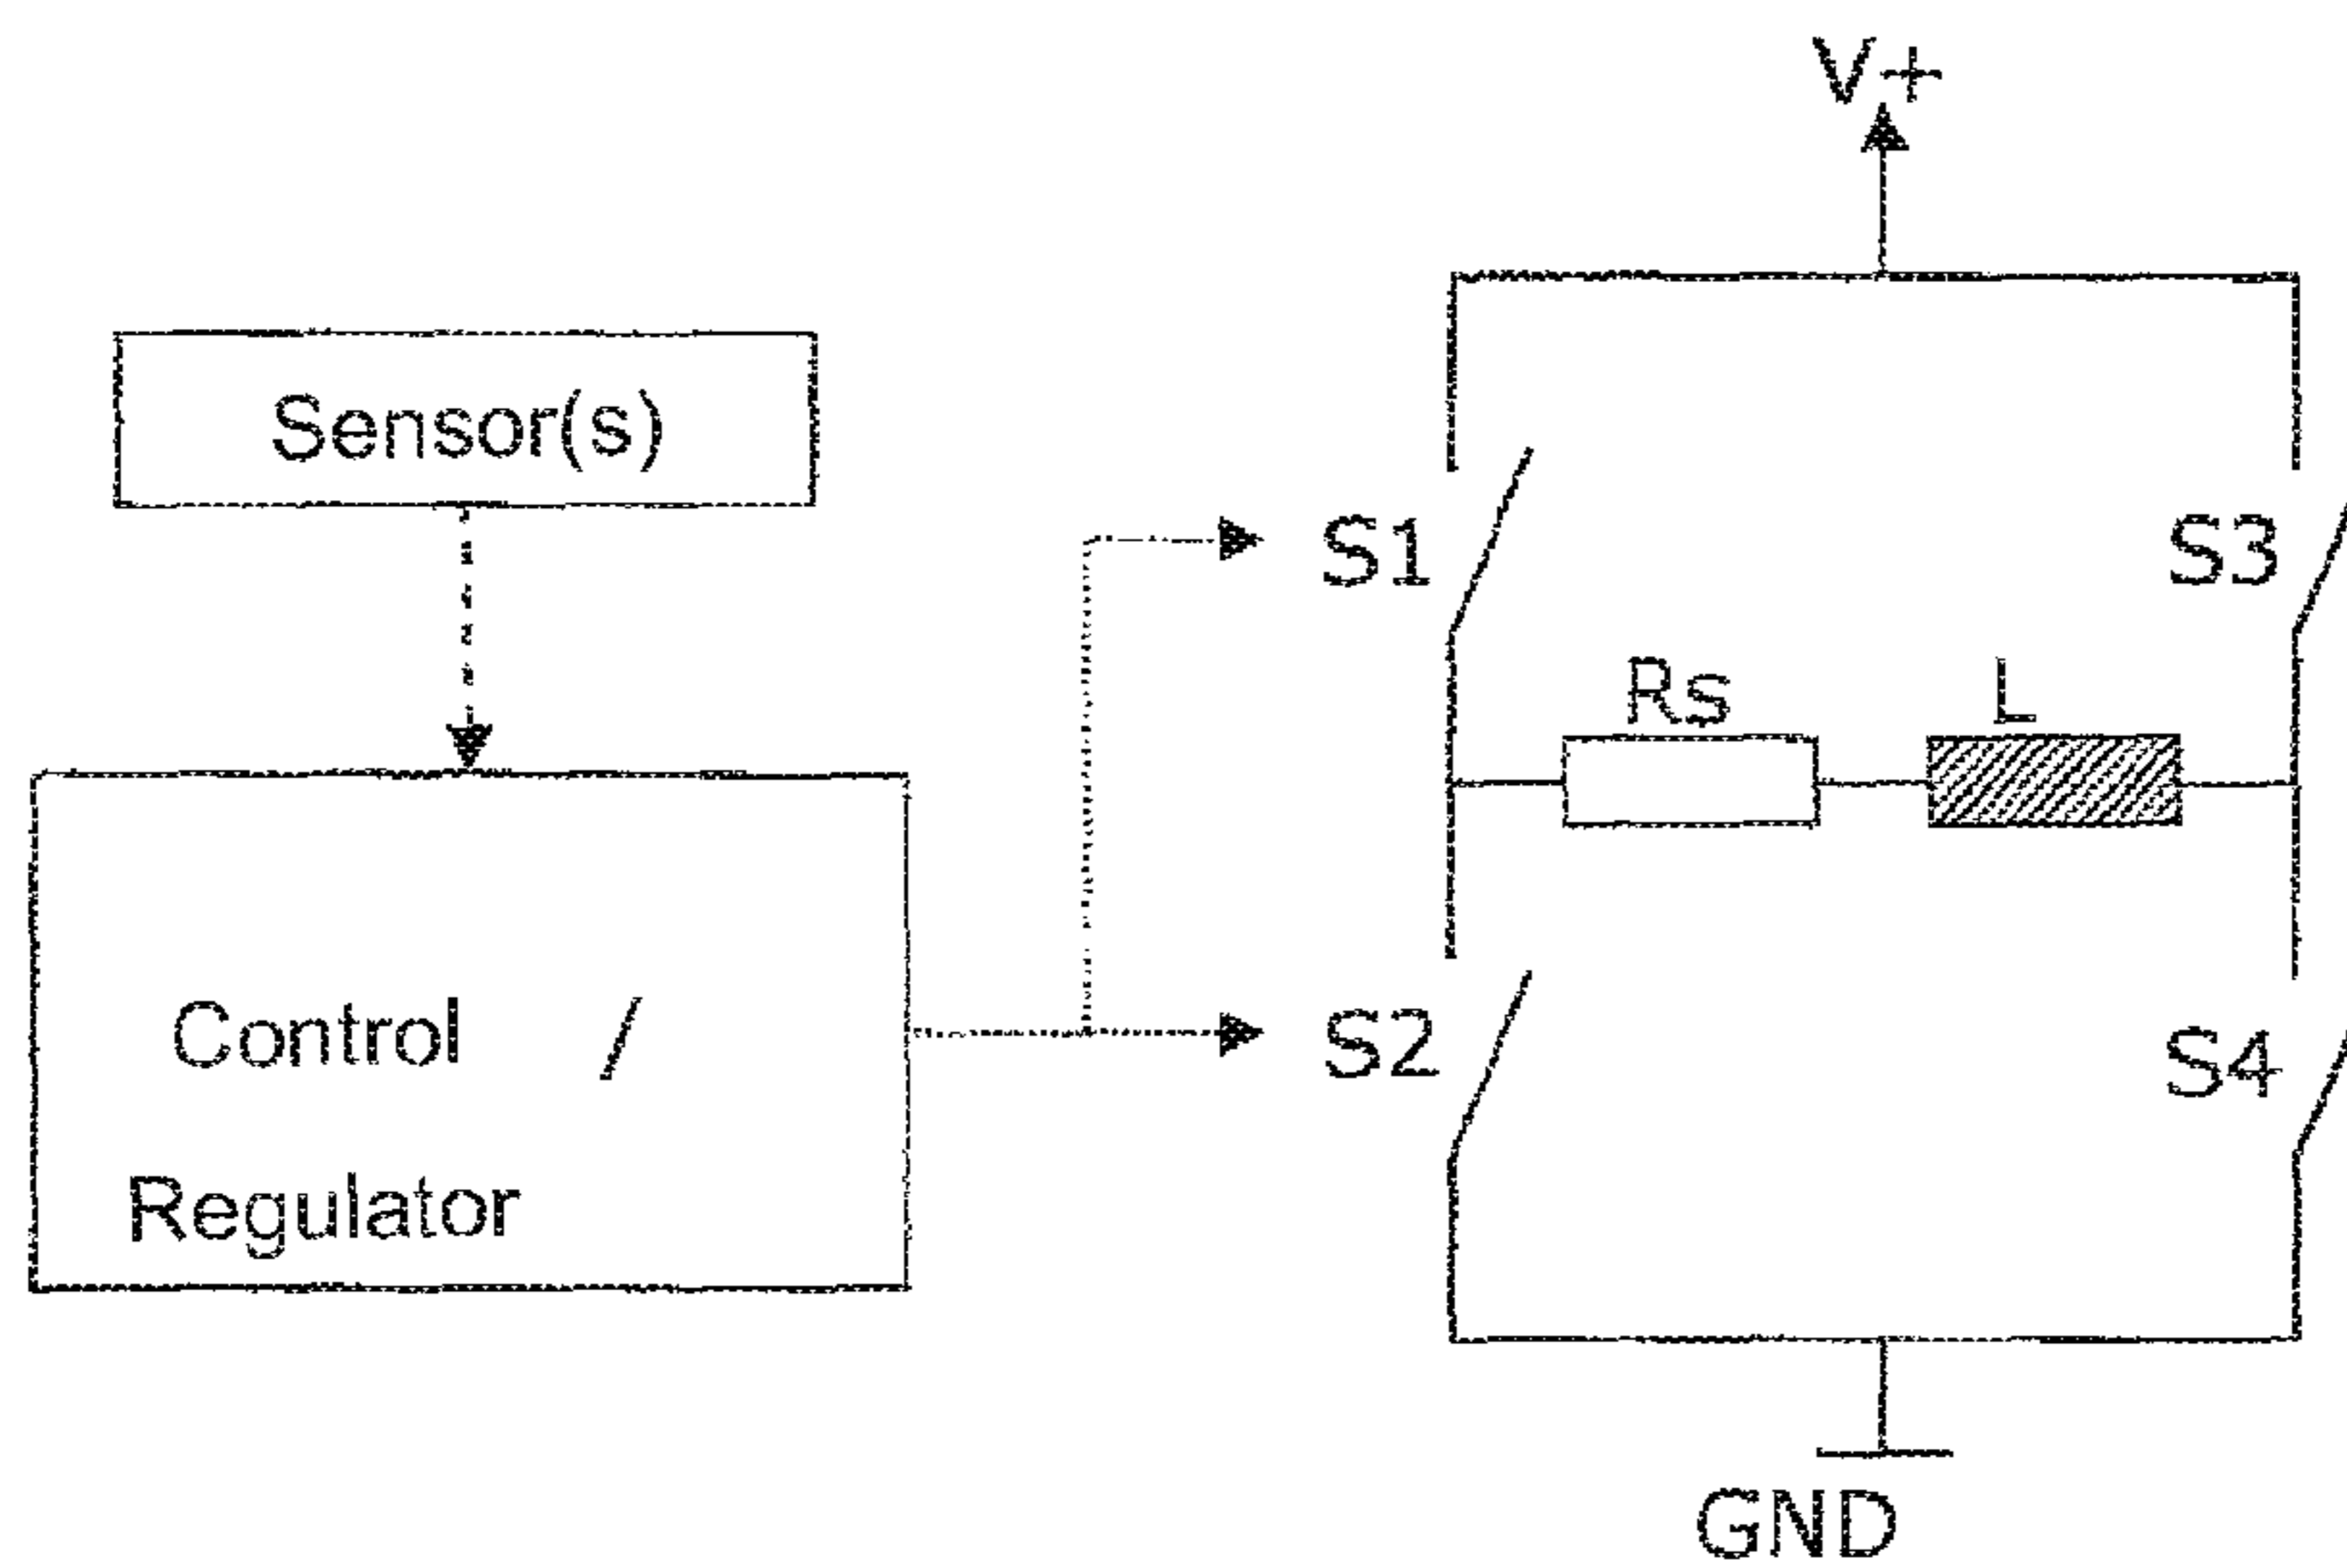 V+
Sensor(s)
S1
S3
Rs
L
Control /
Regulator
S2
S4
GND